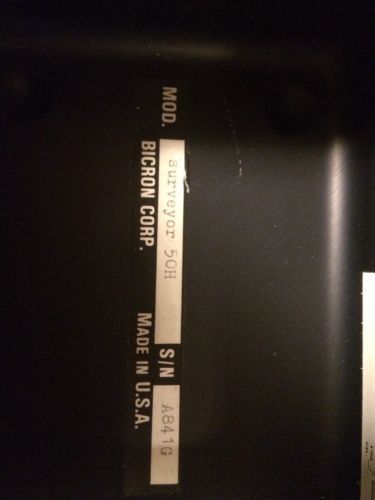 MOD. surveyor 50H S/N A841G
BICRON CORP. MADE IN U.S.A.